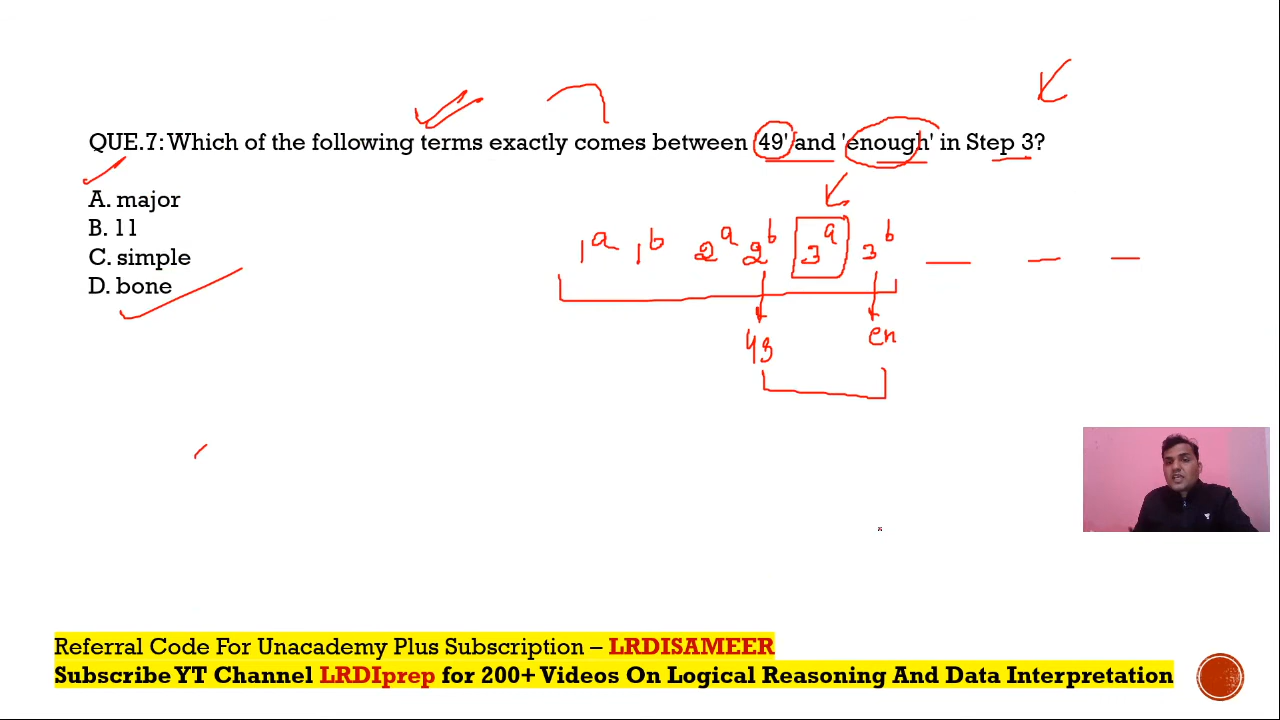 QUE.7: Which of the following terms exactly comes between 49' and 'enough' in Step 3?
A. major
B. 11
C. simple
D. bone
1a 1b 2a 2b 3a 3b
49 en
Referral Code For Unacademy Plus Subscription – LRDISAMEER
Subscribe YT Channel LRDIprep for 200+ Videos On Logical Reasoning And Data Interpretation